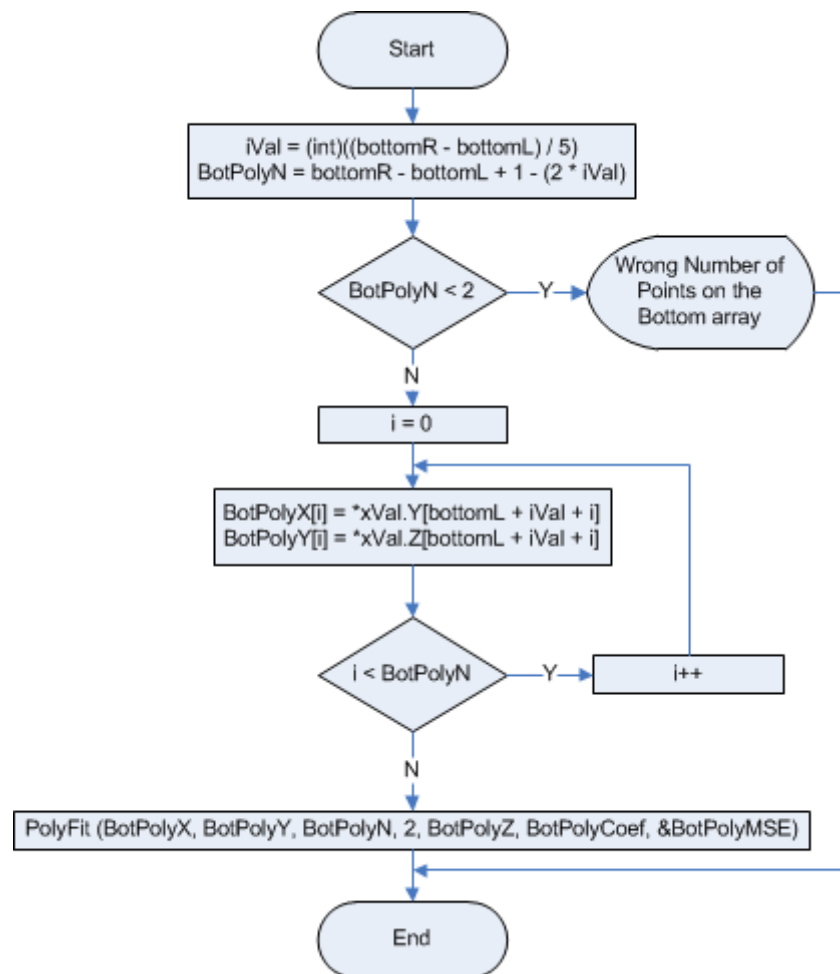 Start
iVal = (int)((bottomR - bottomL) / 5)
BotPolyN = bottomR - bottomL + 1 - (2 * iVal)
BotPolyN < 2
Y
Wrong Number of
Points on the
Bottom array
N
i = 0
BotPolyX[i] = *xVal.Y[bottomL + iVal + i]
BotPolyY[i] = *xVal.Z[bottomL + iVal + i]
i < BotPolyN
Y
i++
N
PolyFit (BotPolyX, BotPolyY, BotPolyN, 2, BotPolyZ, BotPolyCoef, &BotPolyMSE)
End